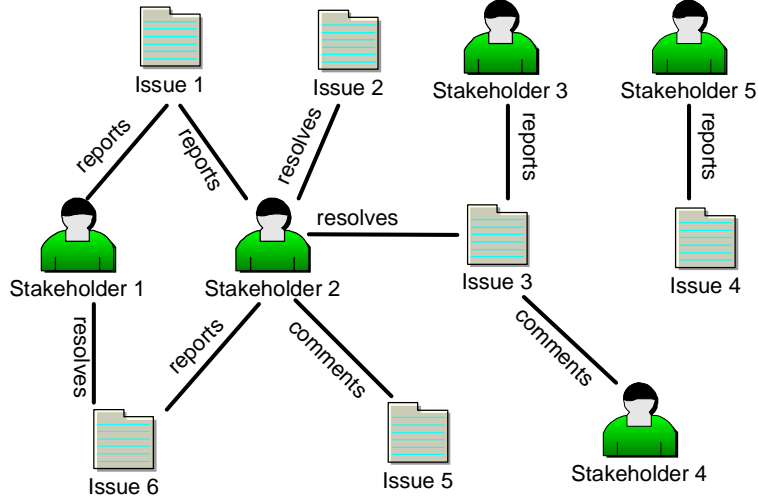 Issue 1
Issue 2
Stakeholder 3
Stakeholder 5
reports
reports
resolves
reports
reports
resolves
Stakeholder 1
Stakeholder 2
Issue 3
Issue 4
resolves
reports
comments
comments
Issue 6
Issue 5
Stakeholder 4